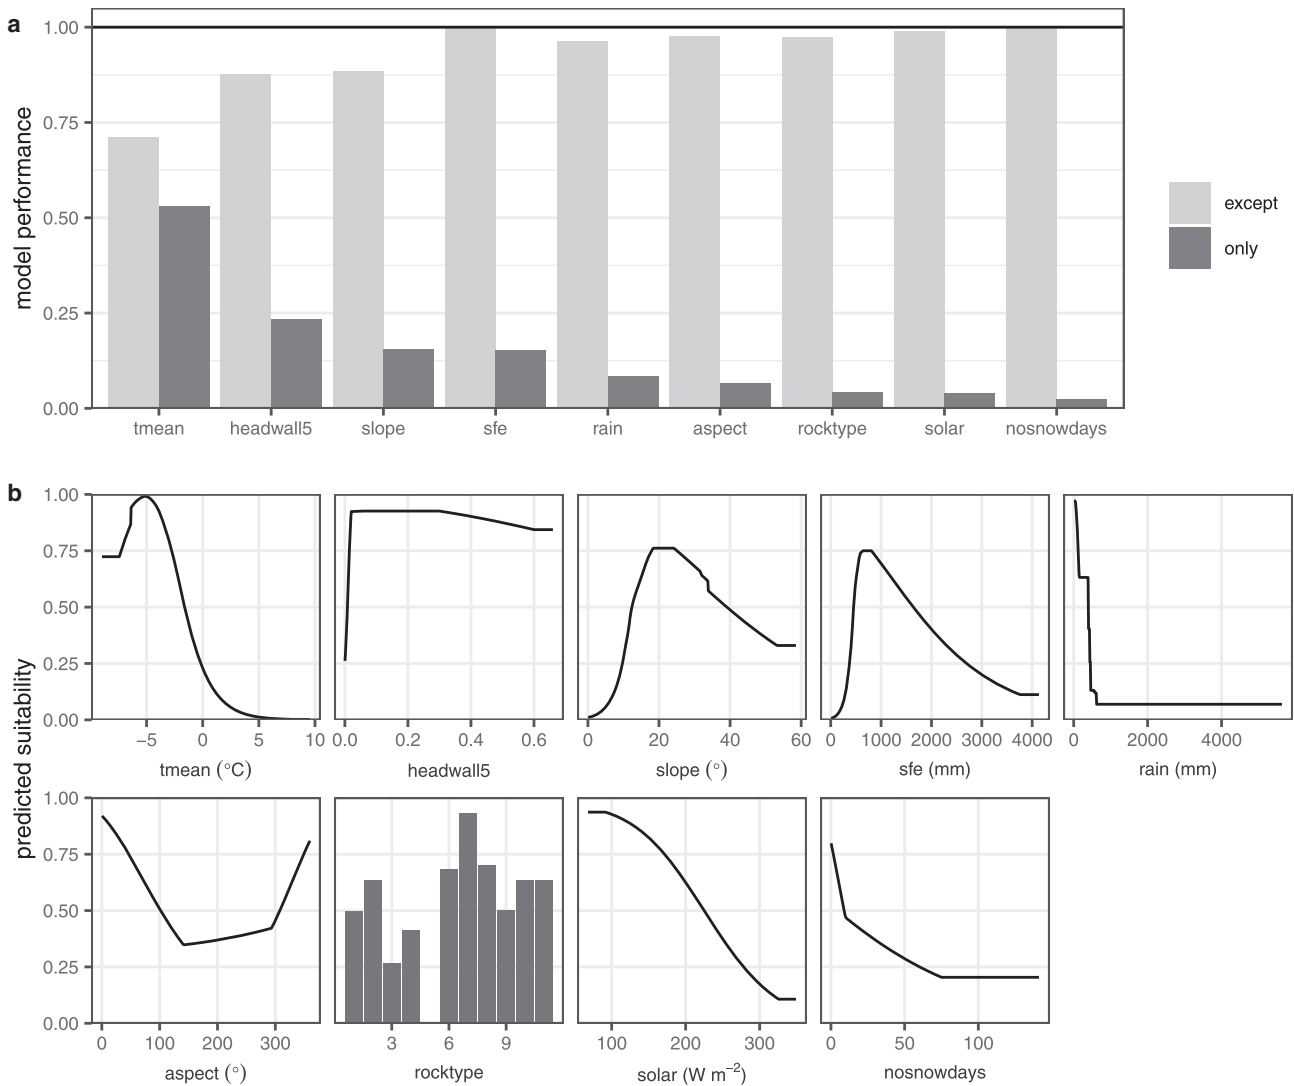 a
model performance
1.00
0.75
0.50
0.25
0.00
tmean headwall5 slope sfe rain aspect rocktype solar nosnowdays
except
only
b
predicted suitability
1.00
0.75
0.50
0.25
0.00
−5 0 5 10
tmean (°C)
0.0 0.2 0.4 0.6
headwall5
0 20 40 60
slope (°)
0 1000 2000 3000 4000
sfe (mm)
0 2000 4000
rain (mm)
1.00
0.75
0.50
0.25
0.00
0 100 200 300
aspect (°)
3 6 9
rocktype
100 200 300
solar (W m⁻²)
0 50 100
nosnowdays